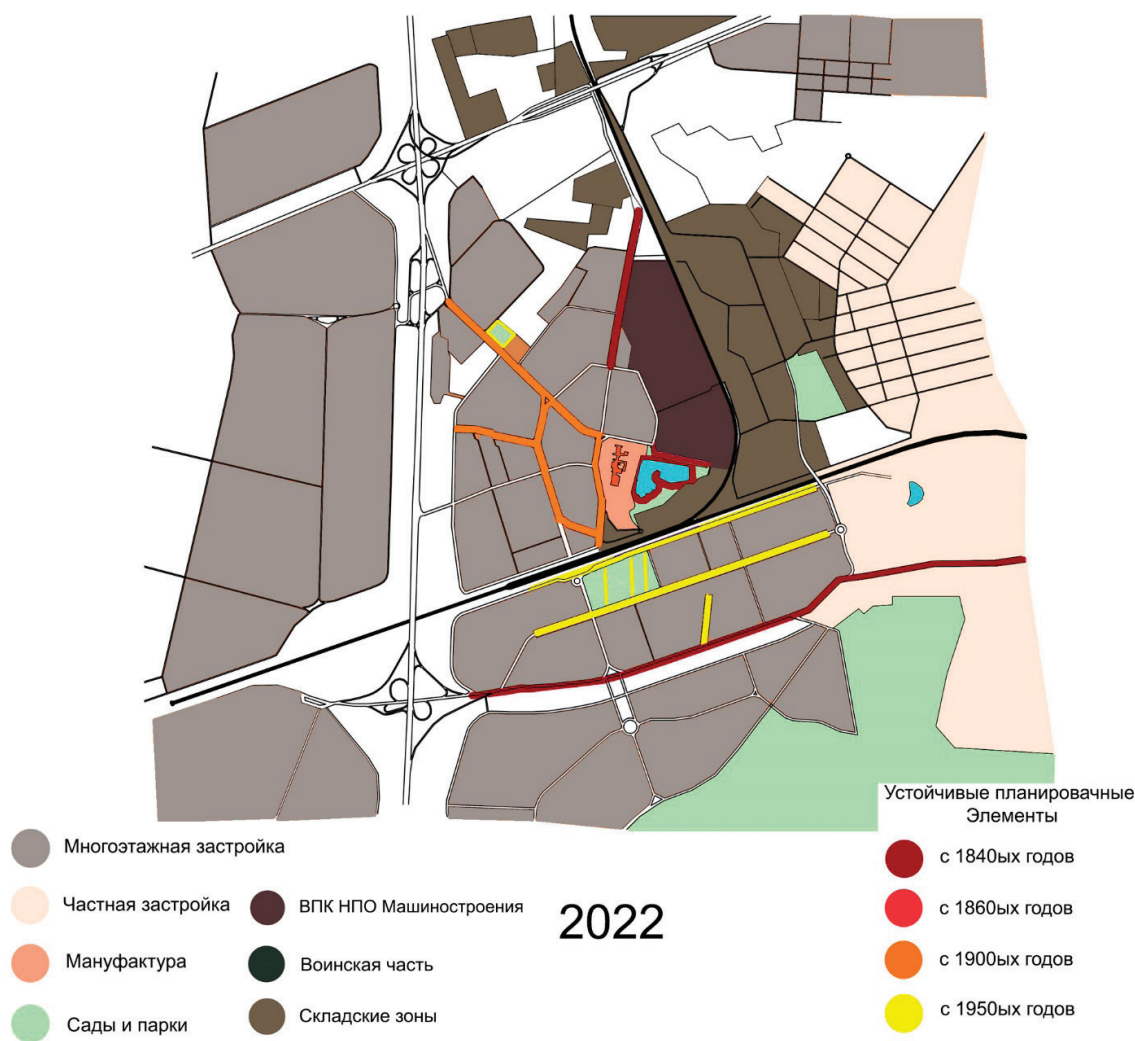 Устойчивые планировачные
Элементы
с 1840ых годов
с 1860ых годов
с 1900ых годов
с 1950ых годов
Многоэтажная застройка
Частная застройка
Мануфактура
Сады и парки
ВПК НПО Машиностроения
Воинская часть
Складские зоны
2022